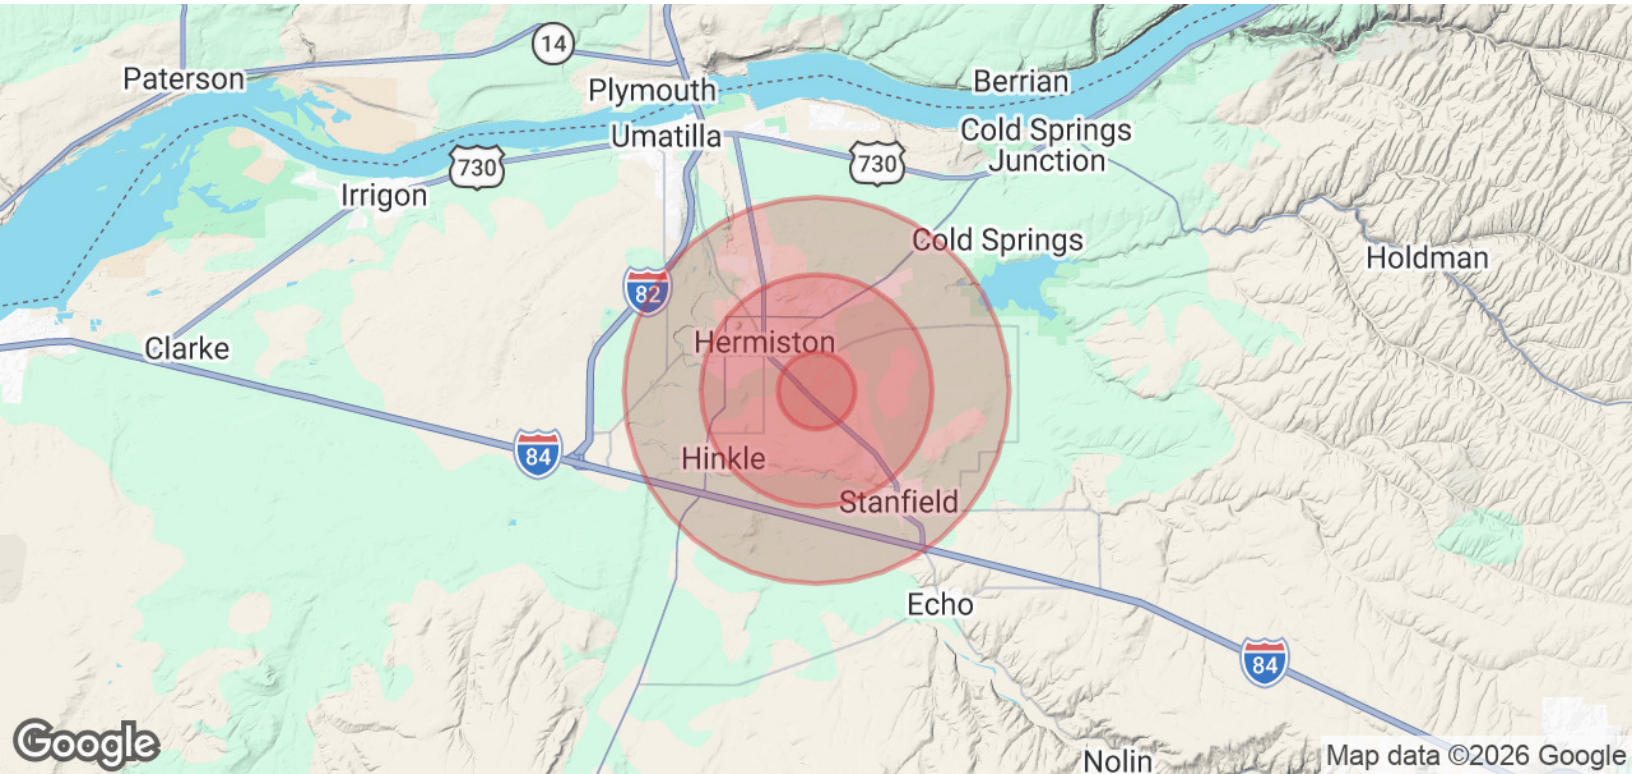 14
Paterson
Plymouth
Berrian
Umatilla
Cold Springs
Junction
730
730
Irrigon
Cold Springs
Holdman
82
Hermiston
Clarke
84
Hinkle
Stanfield
Echo
84
Google
Nolin
Map data ©2026 Google